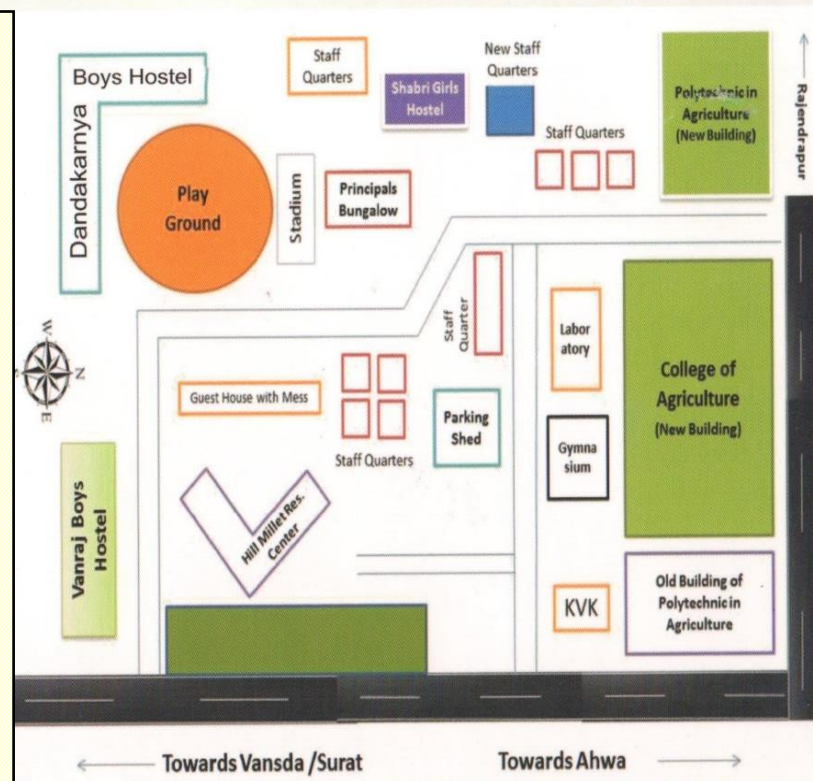 Boys Hostel
Dandakarnya
Staff
Quarters
Shabri Girls
Hostel
New Staff
Quarters
Staff Quarters
Polytechnic in
Agriculture
(New Building)
Rajendrapur
Play
Ground
Stadium
Principals
Bungalow
Staff
Quarter
Labor
atory
College of
Agriculture
(New Building)
W
N
E
Guest House with Mess
Staff Quarters
Parking
Shed
Gymna
sium
Vanraj Boys
Hostel
Hill Millet Res.
Center
KVK
Old Building of
Polytechnic in
Agriculture
Towards Vansda /Surat
Towards Ahwa